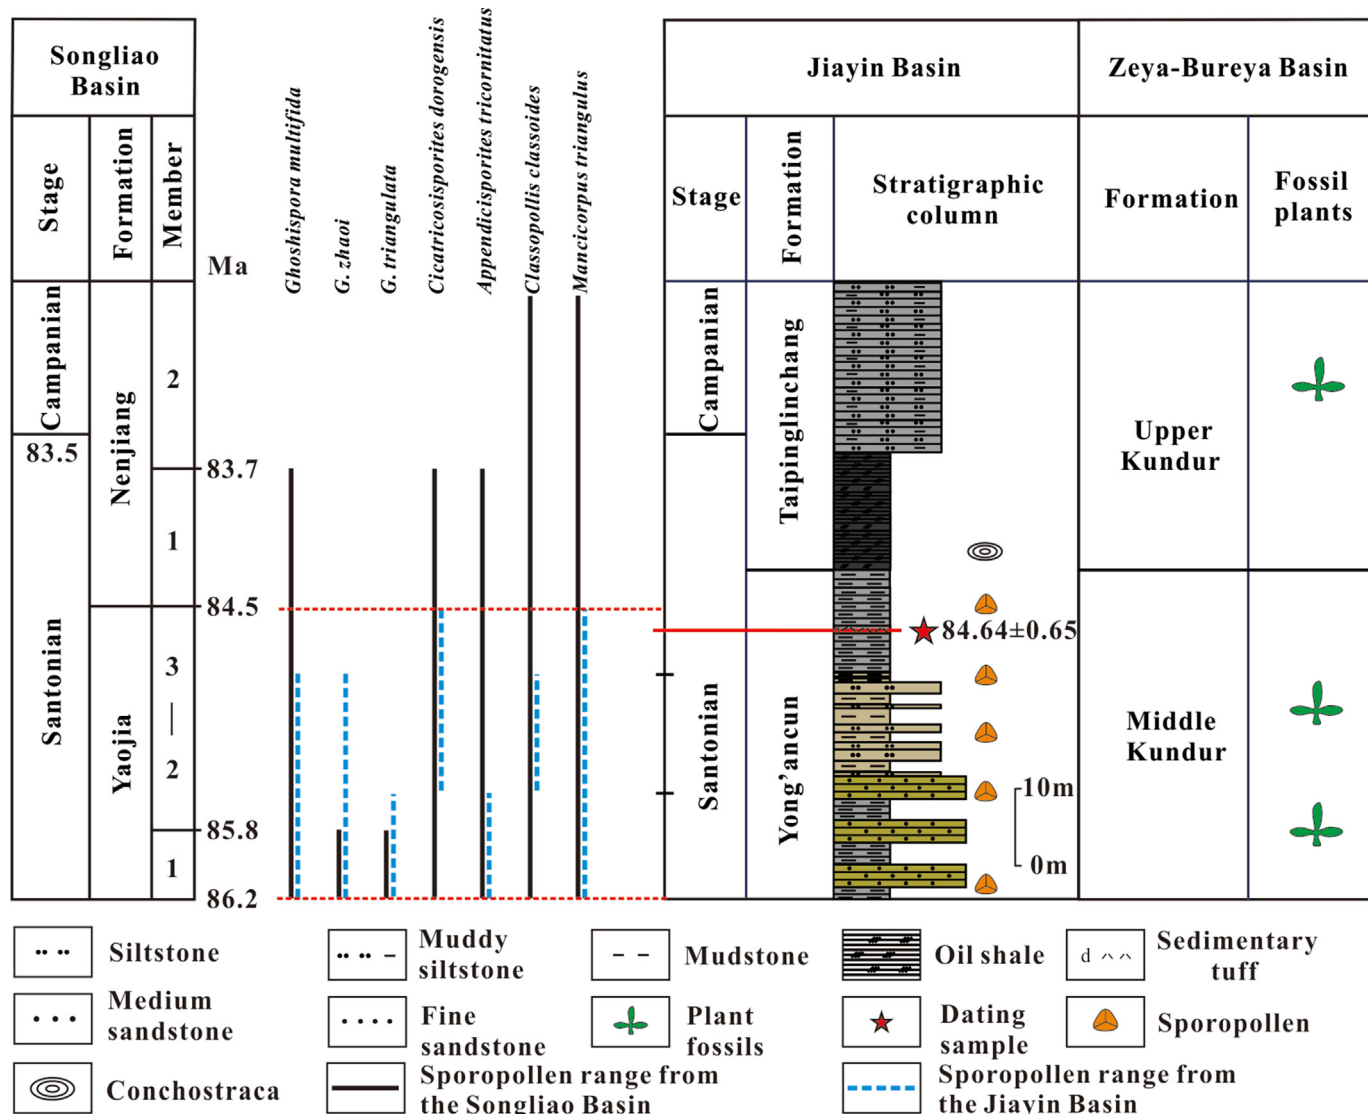 Songliao
Basin
Stage
Formation
Member
Ma
Ghoshispora multifida
G. zhaoi
G. triangulata
Cicatricosisporites dorogensis
Appendicisporites tricornitatus
Classopollis classoides
Mancicorpus triangulus
Jiayin Basin
Zeya-Bureya Basin
Stage
Formation
Stratigraphic
column
Formation
Fossil
plants
Campanian
83.5
Santonian
Nenjiang
Yaojia
2
1
3
2
1
83.7
84.5
85.8
86.2
Campanian
Santonian
Taipinglinchang
Yong’ancun
84.64±0.65
10m
0m
Upper
Kundur
Middle
Kundur
Siltstone
Muddy
siltstone
Mudstone
Oil shale
d
Sedimentary
tuff
Medium
sandstone
Fine
sandstone
Plant
fossils
Dating
sample
Sporopollen
Conchostraca
Sporopollen range from
the Songliao Basin
Sporopollen range from
the Jiayin Basin